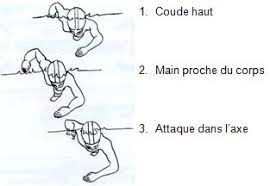 1. Coude haut
2. Main proche du corps
3. Attaque dans l'axe